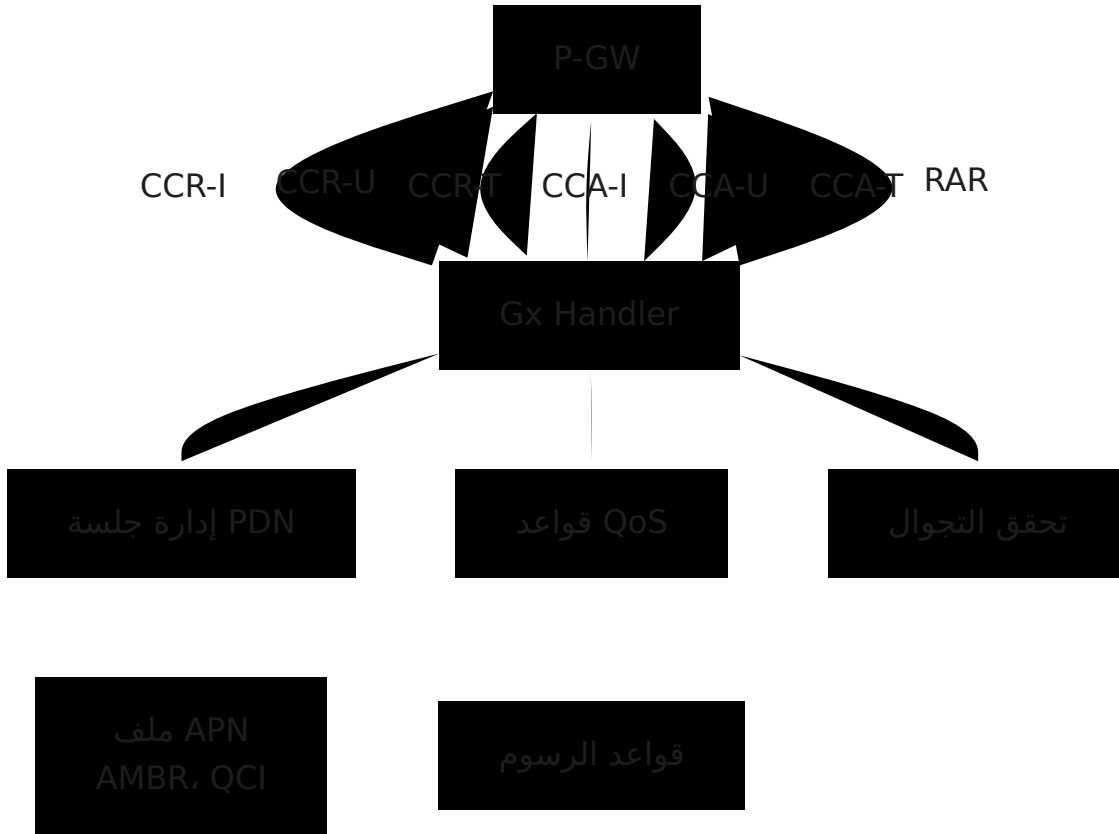 P-GW
CCR-I
CCR-U
CCR-T
CCA-I
CCA-U
CCA-T
RAR
Gx Handler
إدارة جلسة PDN
قواعد QoS
تحقق التجوال
ملف APN
AMBR، QCI
قواعد الرسوم